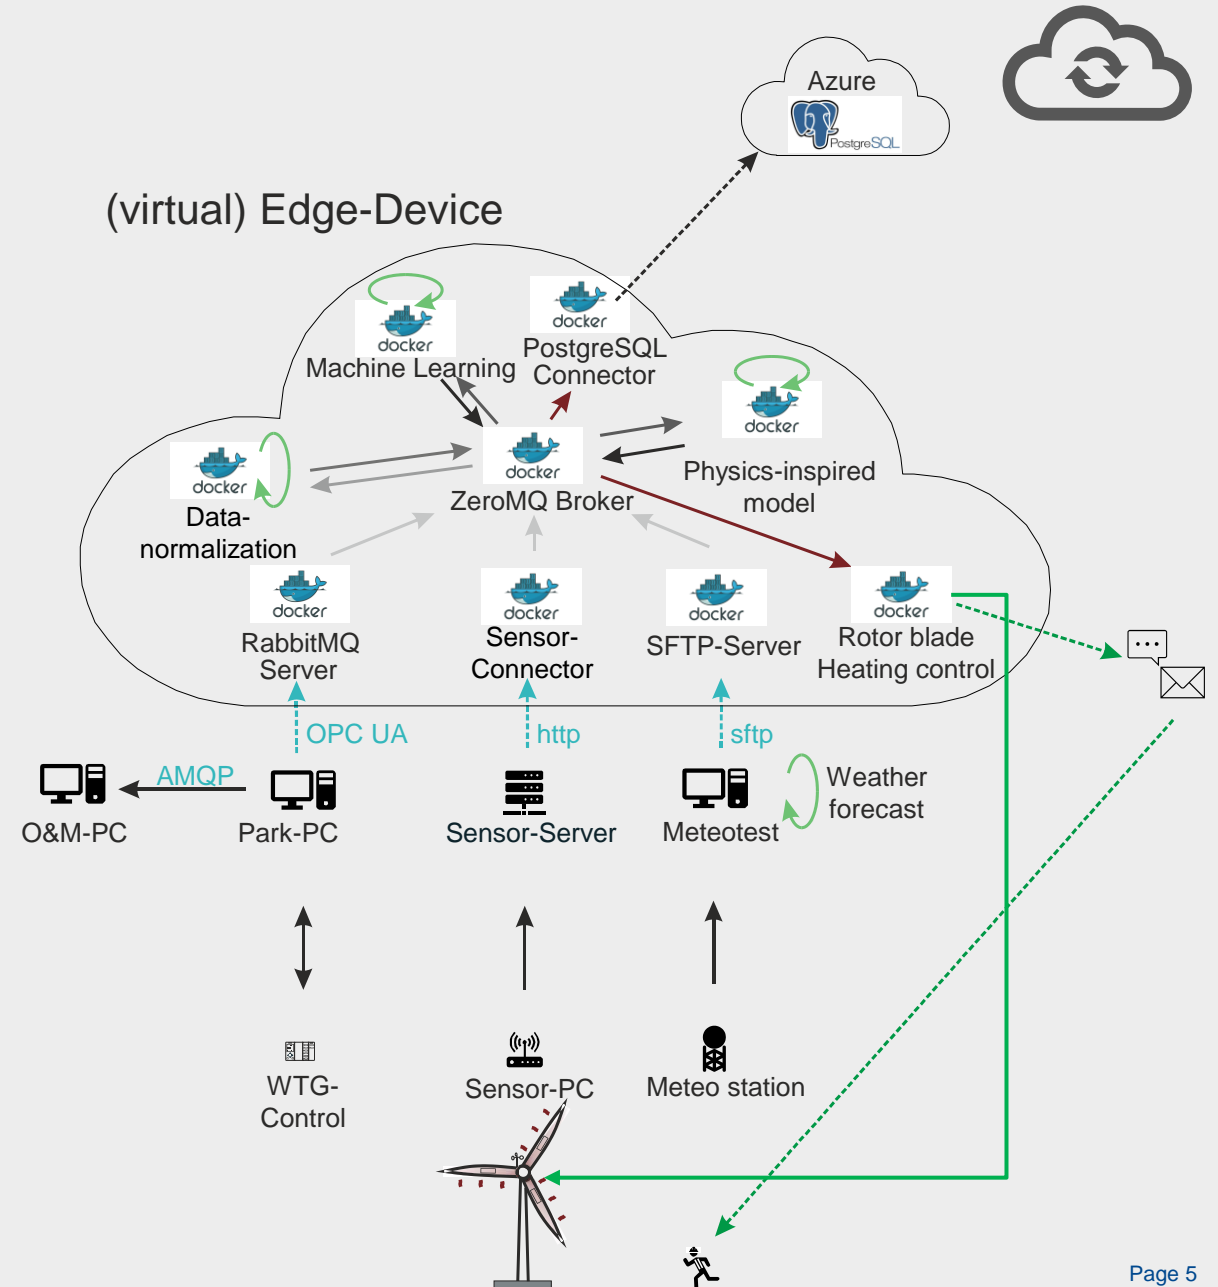 Azure
PostgreSQL
(virtual) Edge-Device
docker
Machine Learning
docker
PostgreSQL
Connector
docker
Physics-inspired
model
docker
ZeroMQ Broker
docker
Data-
normalization
docker
RabbitMQ
Server
docker
Sensor-
Connector
docker
SFTP-Server
docker
Rotor blade
Heating control
OPC UA
http
sftp
AMQP
O&M-PC
Park-PC
Sensor-Server
Meteotest
Weather
forecast
WTG-
Control
Sensor-PC
Meteo station
Page 5